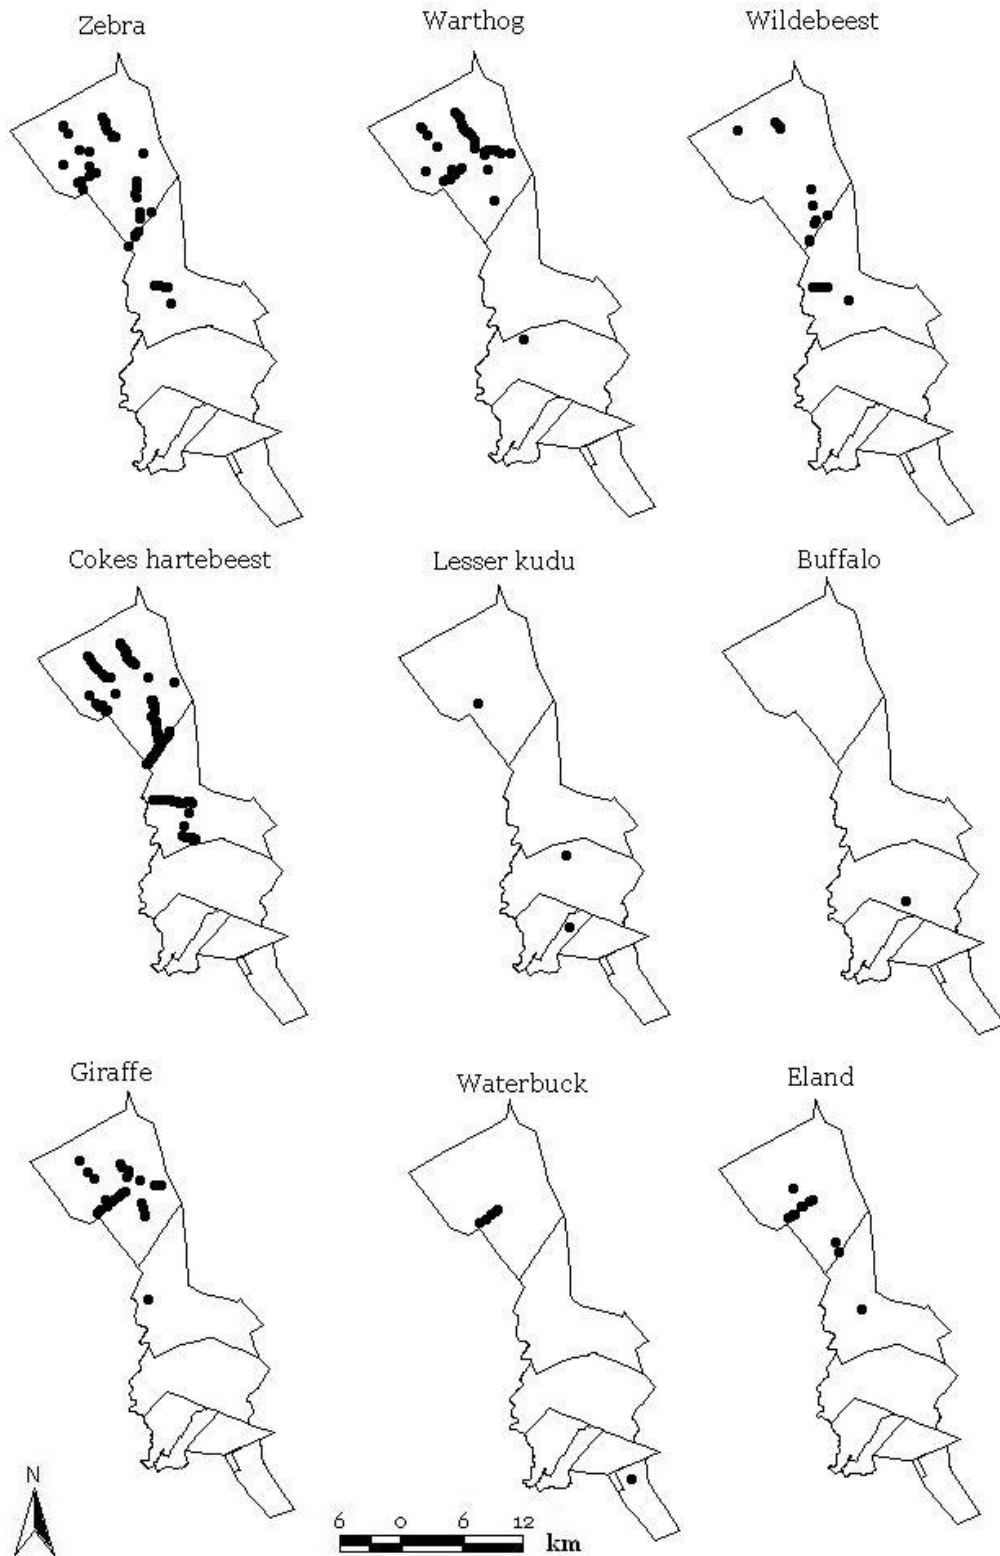 Zebra
Warthog
Wildebeest
Cokes hartebeest
Lesser kudu
Buffalo
Giraffe
Waterbuck
Eland
N
6 0 6 12
km